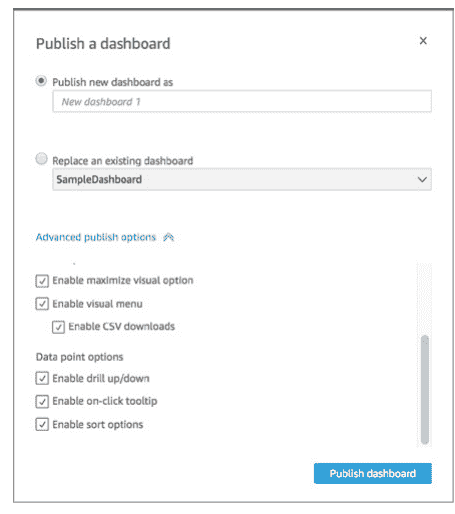 Publish a dashboard
Publish new dashboard as
New dashboard 1
Replace an existing dashboard
SampleDashboard
Advanced publish options
Enable maximize visual option
Enable visual menu
Enable CSV downloads
Data point options
Enable drill up/down
Enable on-click tooltip
Enable sort options
Publish dashboard